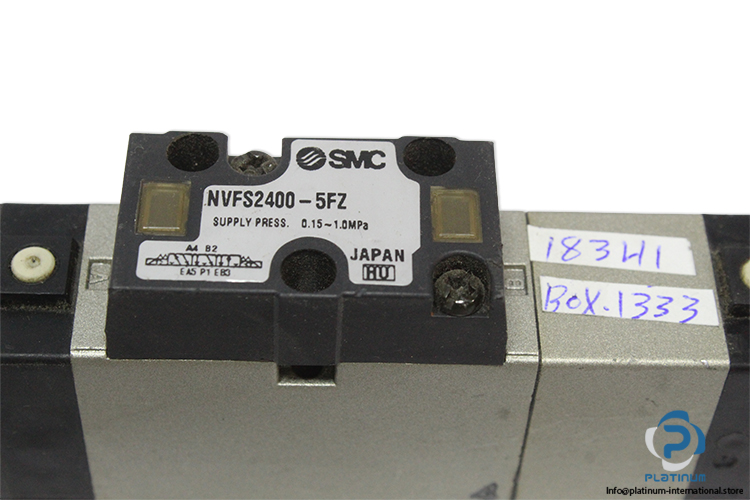 SMC
NVFS2400-5FZ
SUPPLY PRESS. 0.15~1.0MPa
A4 B2
EA5 P1 EB3
JAPAN
A
B
18341
BOX.1333
PLATINUM
Info@platinum-international.store